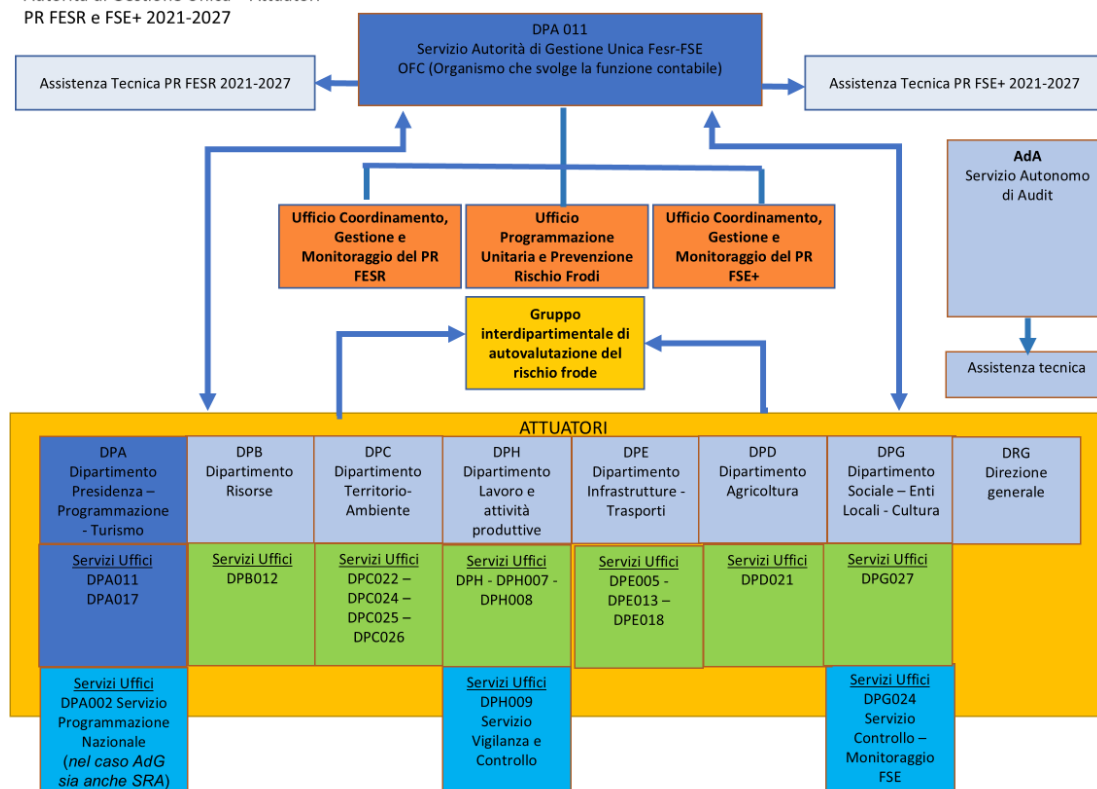 Autorità di Gestione Unica – Attuatori
PR FESR e FSE+ 2021-2027
DPA 011
Servizio Autorità di Gestione Unica Fesr-FSE
OFC (Organismo che svolge la funzione contabile)
Assistenza Tecnica PR FESR 2021-2027
Assistenza Tecnica PR FSE+ 2021-2027
AdA
Servizio Autonomo
di Audit
Ufficio Coordinamento,
Gestione e
Monitoraggio del PR
FESR
Ufficio
Programmazione
Unitaria e Prevenzione
Rischio Frodi
Ufficio Coordinamento,
Gestione e
Monitoraggio del PR
FSE+
Gruppo
interdipartimentale di
autovalutazione del
rischio frode
Assistenza tecnica
ATTUATORI
DPA
Dipartimento
Presidenza –
Programmazione
- Turismo
DPB
Dipartimento
Risorse
DPC
Dipartimento
Territorio-
Ambiente
DPH
Dipartimento
Lavoro e
attività
produttive
DPE
Dipartimento
Infrastrutture -
Trasporti
DPD
Dipartimento
Agricoltura
DPG
Dipartimento
Sociale – Enti
Locali - Cultura
DRG
Direzione
generale
Servizi Uffici
DPA011
DPA017
Servizi Uffici
DPB012
Servizi Uffici
DPC022 –
DPC024 –
DPC025 –
DPC026
Servizi Uffici
DPH - DPH007 -
DPH008
Servizi Uffici
DPE005 -
DPE013 –
DPE018
Servizi Uffici
DPD021
Servizi Uffici
DPG027
Servizi Uffici
DPA002 Servizio
Programmazione
Nazionale
(nel caso AdG
sia anche SRA)
Servizi Uffici
DPH009
Servizio
Vigilanza e
Controllo
Servizi Uffici
DPG024
Servizio
Controllo –
Monitoraggio
FSE